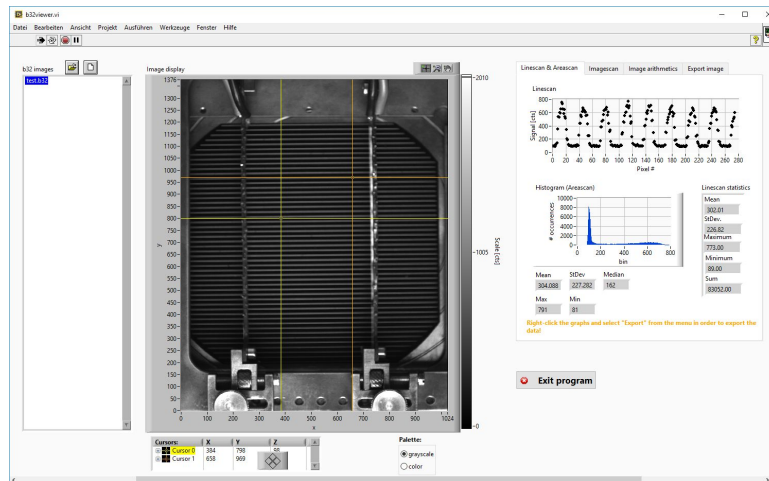 b32viewer.vi
Datei Bearbeiten Ansicht Projekt Ausführen Werkzeuge Fenster Hilfe
b32 images
test.b32
Image display
1376
1300
1250
1200
1150
1100
1050
1000
950
900
850
800
750
700
650
600
550
500
450
400
350
300
250
200
150
100
50
0
y
0 100 200 300 400 500 600 700 800 900 1024
x
2010
1005
0
Scale [cts]
Cursors: X Y Z
Cursor 0 384 798 98
Cursor 1 658 969
Palette:
grayscale
color
Linescan & Areascan Imagescan Image arithmetics Export image
Linescan
Signal [cts]
800
600
400
200
0
0 20 40 60 80 100 120 140 160 180 200 220 240 260 280
Pixel #
Histogram (Areascan)
# occurrences
10000
8000
6000
4000
2000
0
0 200 400 600 800
bin
Linescan statistics
Mean
302.01
StDev.
226.82
Maximum
773.00
Minimum
89.00
Sum
83052.00
Mean StDev Median
304.088 227.282 162
Max Min
791 81
Right-click the graphs and select "Export" from the menu in order to export the
data!
Exit program